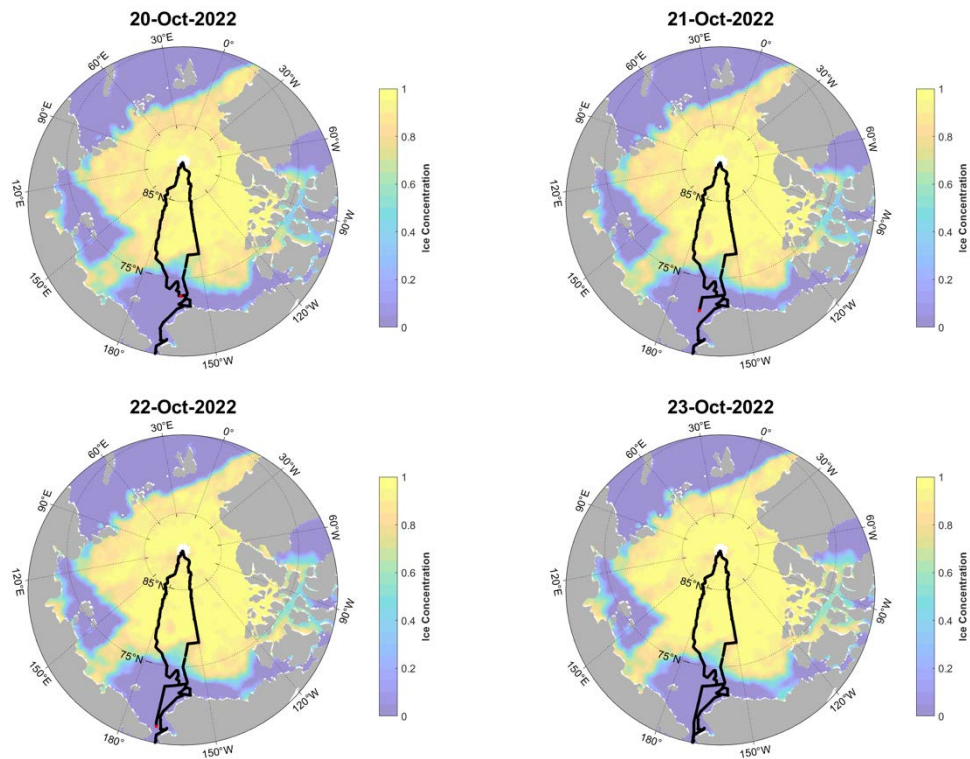 20-Oct-2022
30°E
0°
60°E
30°W
90°E
60°W
120°E
85°N
90°W
75°N
150°E
120°W
180°
150°W
1
0.8
0.6
0.4
0.2
0
Ice Concentration
21-Oct-2022
30°E
0°
60°E
30°W
90°E
60°W
120°E
85°N
90°W
75°N
150°E
120°W
180°
150°W
1
0.8
0.6
0.4
0.2
0
Ice Concentration
22-Oct-2022
30°E
0°
60°E
30°W
90°E
60°W
120°E
85°N
90°W
75°N
150°E
120°W
180°
150°W
1
0.8
0.6
0.4
0.2
0
Ice Concentration
23-Oct-2022
30°E
0°
60°E
30°W
90°E
60°W
120°E
85°N
90°W
75°N
150°E
120°W
180°
150°W
1
0.8
0.6
0.4
0.2
0
Ice Concentration